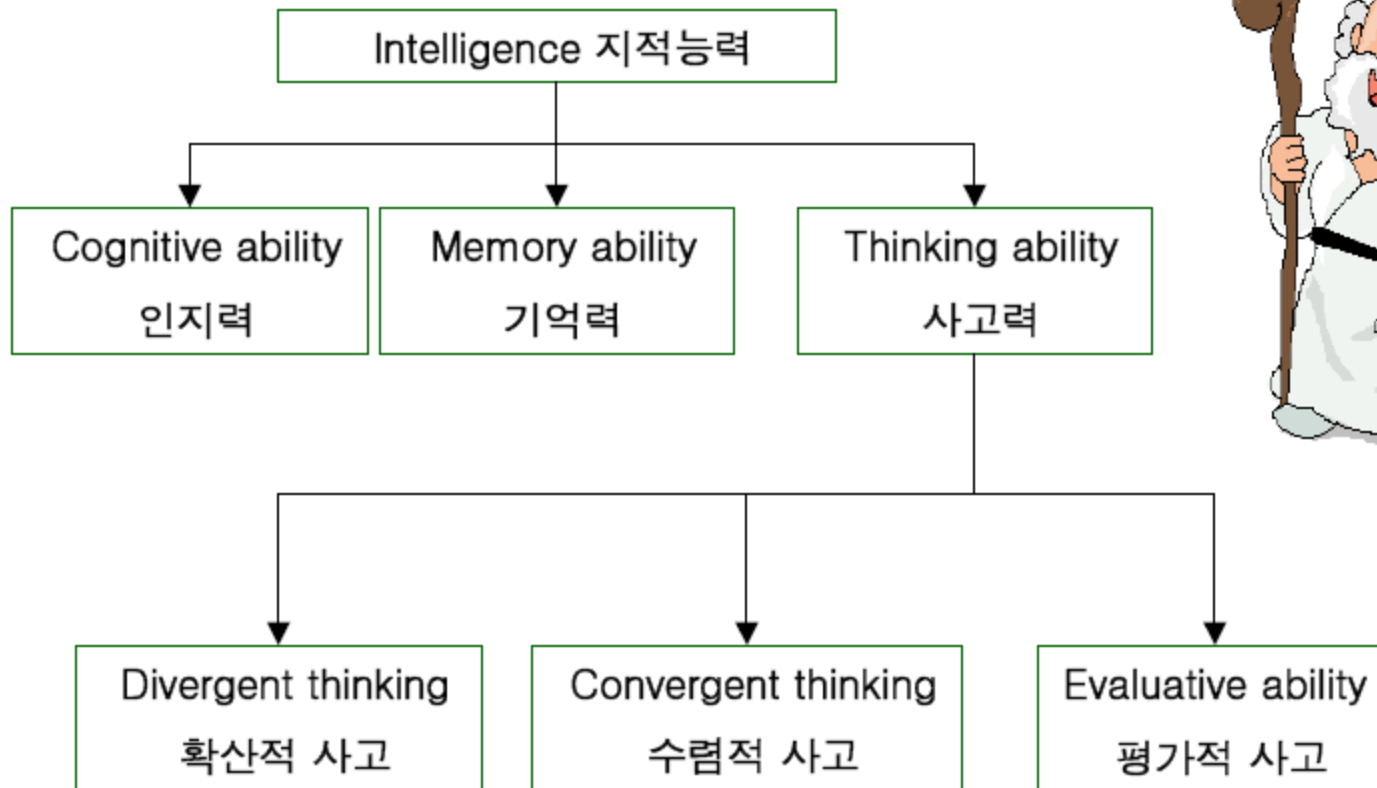 Intelligence 지적능력
Cognitive ability
인지력
Memory ability
기억력
Thinking ability
사고력
Divergent thinking
확산적 사고
Convergent thinking
수렴적 사고
Evaluative ability
평가적 사고